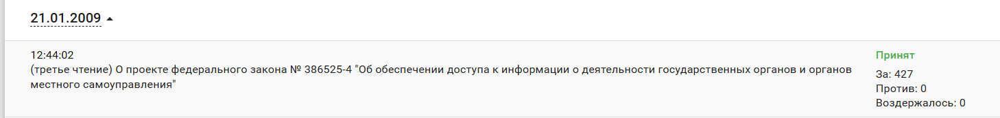 21.01.2009
12:44:02
(третье чтение) О проекте федерального закона № 386525-4 "Об обеспечении доступа к информации о деятельности государственных органов и органов
местного самоуправления"
Принят
За: 427
Против: 0
Воздержалось: 0